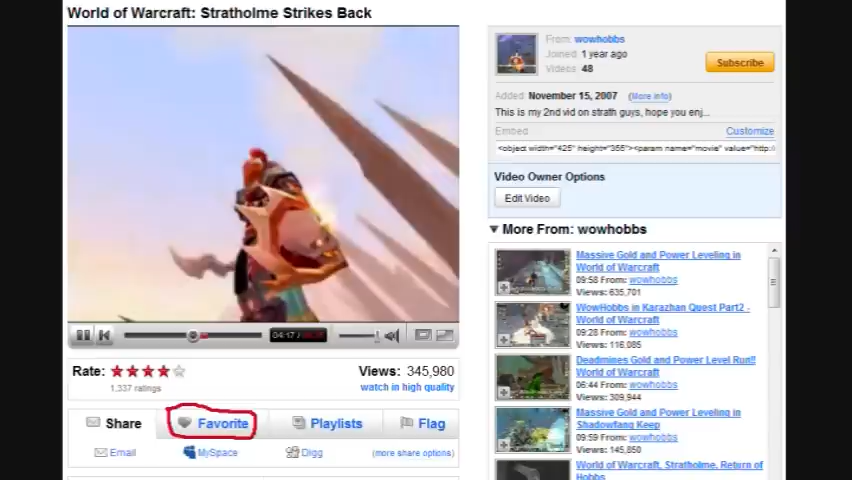 World of Warcraft: Stratholme Strikes Back
From: wowhobbs
Joined: 1 year ago
Videos: 48
Subscribe
Added: November 15, 2007 (More info)
This is my 2nd vid on strath guys, hope you enj...
Embed Customize
<object width="425" height="355"><param name="movie" value="http:/
Video Owner Options
Edit Video
More From: wowhobbs
Massive Gold and Power Leveling in
World of Warcraft
09:58 From: wowhobbs
Views: 635,701
WowHobbs in Karazhan Quest Part2 -
World of Warcraft
09:28 From: wowhobbs
Views: 116,085
Deadmines Gold and Power Level Run!!
World of Warcraft
06:44 From: wowhobbs
Views: 309,944
Massive Gold and Power Leveling in
Shadowfang Keep
09:59 From: wowhobbs
Views: 145,850
World of Warcraft, Stratholme, Return of
Hobbs
04:17 /
Rate: Views: 345,980
1,337 ratings watch in high quality
Share Favorite Playlists Flag
Email MySpace Digg (more share options)